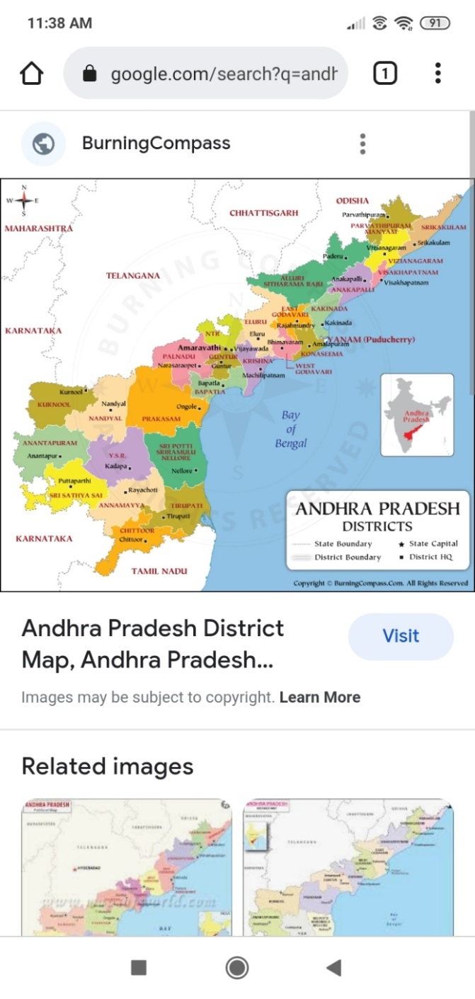 11:38 AM
91
google.com/search?q=andh
1
BurningCompass
N
W E
S
ODISHA
CHHATTISGARH
Parvathipuram
PARVATHIPURAM
MANYAM
SRIKAKULAM
MAHARASHTRA
Srikakulam
Vizianagaram
Paderu
VIZIANAGARAM
TELANGANA
VISAKHAPATNAM
ALLURI
SITHARAMA RAJU
Anakapalli
Visakhapatnam
ANAKAPALLI
EAST
GODAVARI
KAKINADA
ELURU
Rajahmundry
Kakinada
KARNATAKA
NTR
Eluru
YANAM (Puducherry)
Bhimavaram
Amalapuram
Amaravathi
Vijayawada
KONASEEMA
PALNADU
GUNTUR
KRISHNA
WEST
GODAVARI
Narasaraopet
Guntur
Machilipatnam
Bapatla
BAPATLA
Kurnool
KURNOOL
Nandyal
NANDYAL
Ongole
PRAKASAM
Bay
of
Bengal
Andhra
Pradesh
ANANTAPURAM
Anantapur
Y.S.R.
Kadapa
SRI POTTI
SRIRAMULU
NELLORE
Nellore
Puttaparthi
SRI SATHYA SAI
Rayachoti
ANNAMAYYA
TIRUPATI
Tirupati
CHITTOOR
Chittoor
KARNATAKA
TAMIL NADU
ANDHRA PRADESH
DISTRICTS
State Boundary
State Capital
District Boundary
District HQ
Copyright © BurningCompass.Com. All Rights Reserved
Andhra Pradesh District
Map, Andhra Pradesh...
Visit
Images may be subject to copyright. Learn More
Related images
ANDHRA PRADESH
Political Map
TELANGANA
HYDERABAD
BAY
ANDHRA PRADESH
TELANGANA